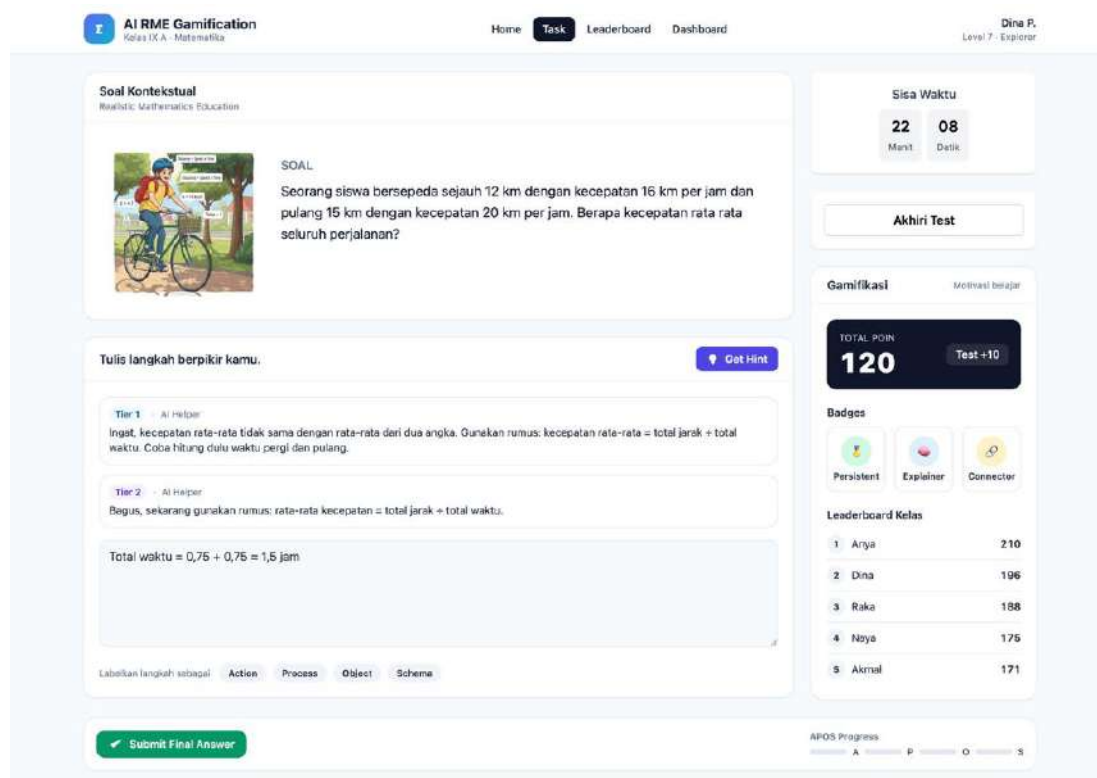 Σ
AI RME Gamification
Kelas IX A - Matematika
Home Task Leaderboard Dashboard
Dina P.
Level 7 - Explorer
Soal Kontekstual
Realistic Mathematics Education
SOAL
Seorang siswa bersepeda sejauh 12 km dengan kecepatan 16 km per jam dan
pulang 15 km dengan kecepatan 20 km per jam. Berapa kecepatan rata rata
seluruh perjalanan?
Tulis langkah berpikir kamu.
Get Hint
Tier 1 · AI Helper
Ingat, kecepatan rata-rata tidak sama dengan rata-rata dari dua angka. Gunakan rumus: kecepatan rata-rata = total jarak ÷ total
waktu. Coba hitung dulu waktu pergi dan pulang.
Tier 2 · AI Helper
Bagus, sekarang gunakan rumus: rata-rata kecepatan = total jarak ÷ total waktu.
Total waktu = 0,75 + 0,75 = 1,5 jam
Labelkan langkah sebagai Action Process Object Scheme
Submit Final Answer
Sisa Waktu
22 08
Menit Detik
Akhiri Test
Gamifikasi Motivasi belajar
TOTAL POIN
120
Test +10
Badges
Persistent Explainer Connector
Leaderboard Kelas
1 Anya 210
2 Dina 196
3 Raka 188
4 Naya 175
5 Akmal 171
APOS Progress
A P O S